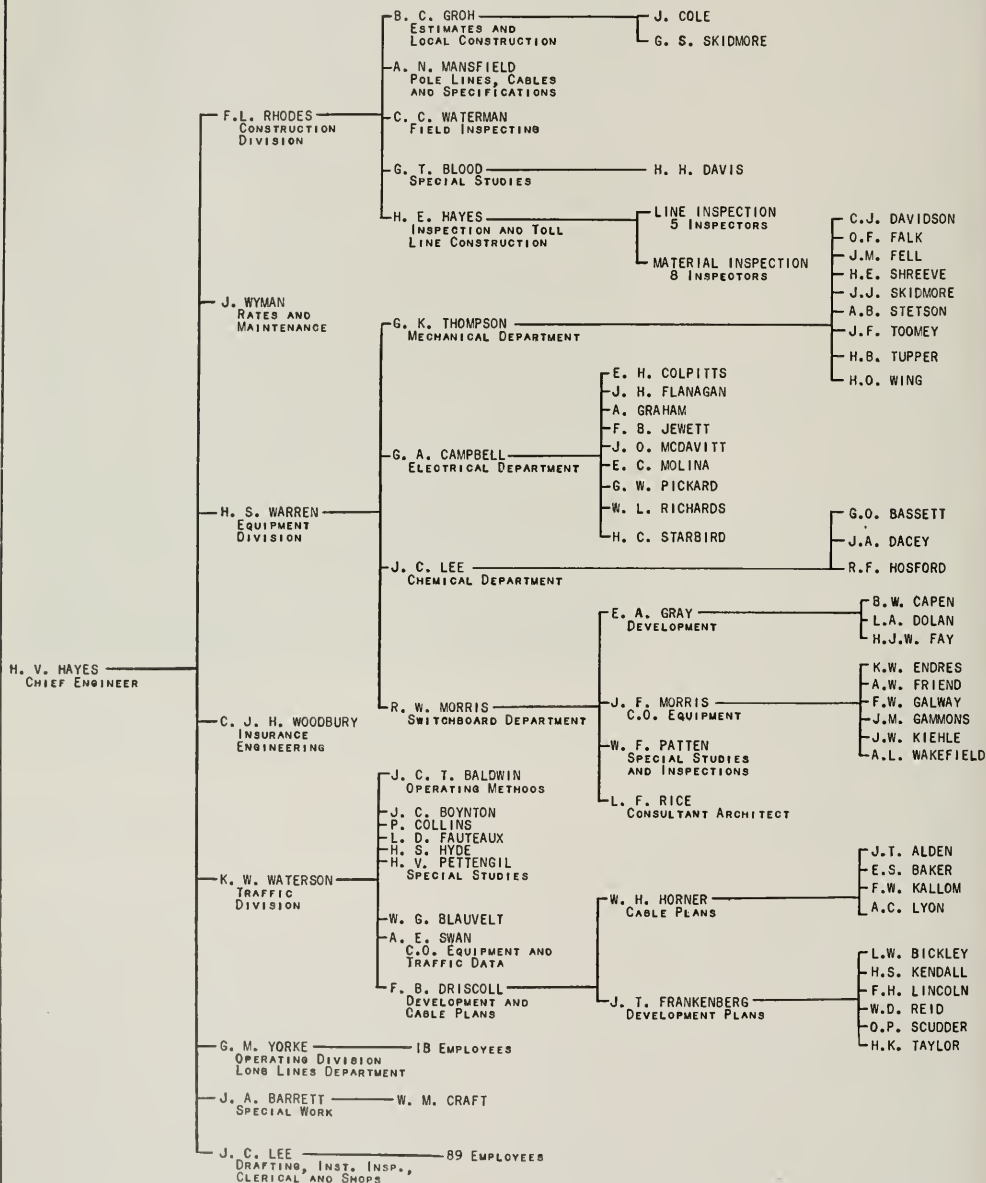 B. C. GROH
ESTIMATES AND
LOCAL CONSTRUCTION
J. COLE
G. S. SKIDMORE
A. N. MANSFIELD
POLE LINES, CABLES
AND SPECIFICATIONS
F.L. RHODES
CONSTRUCTION
DIVISION
C. C. WATERMAN
FIELD INSPECTING
G. T. BLOOD
SPECIAL STUDIES
H. H. DAVIS
H. E. HAYES
INSPECTION AND TOLL
LINE CONSTRUCTION
LINE INSPECTION
5 INSPECTORS
MATERIAL INSPECTION
8 INSPECTORS
J. WYMAN
RATES AND
MAINTENANCE
G. K. THOMPSON
MECHANICAL DEPARTMENT
C.J. DAVIDSON
O.F. FALK
J.M. FELL
H.E. SHREEVE
J.J. SKIDMORE
A.B. STETSON
J.F. TOOMEY
H.B. TUPPER
H.O. WING
H. S. WARREN
EQUIPMENT
DIVISION
G. A. CAMPBELL
ELECTRICAL DEPARTMENT
E. H. COLPITTS
J. H. FLANAGAN
A. GRAHAM
F. B. JEWETT
J. O. MCDAVITT
E. C. MOLINA
G. W. PICKARD
W. L. RICHARDS
H. C. STARBIRD
J. C. LEE
CHEMICAL DEPARTMENT
G.O. BASSETT
J.A. DACEY
R.F. HOSFORD
H. V. HAYES
CHIEF ENGINEER
R. W. MORRIS
SWITCHBOARD DEPARTMENT
E. A. GRAY
DEVELOPMENT
B.W. CAPEN
L.A. DOLAN
H.J.W. FAY
J. F. MORRIS
C.O. EQUIPMENT
K.W. ENDRES
A.W. FRIEND
F.W. GALWAY
J.M. GAMMONS
J.W. KIEHLE
A.L. WAKEFIELD
W. F. PATTEN
SPECIAL STUDIES
AND INSPECTIONS
L. F. RICE
CONSULTANT ARCHITECT
C. J. H. WOODBURY
INSURANCE
ENGINEERING
K. W. WATERSON
TRAFFIC
DIVISION
J. C. T. BALDWIN
OPERATING METHODS
J. C. BOYNTON
P. COLLINS
L. D. FAUTEAUX
H. S. HYDE
H. V. PETTENGIL
SPECIAL STUDIES
W. G. BLAUVELT
A. E. SWAN
C.O. EQUIPMENT AND
TRAFFIC DATA
F. B. DRISCOLL
DEVELOPMENT AND
CABLE PLANS
W. H. HORNER
CABLE PLANS
J.T. ALDEN
E.S. BAKER
F.W. KALLOM
A.C. LYON
J. T. FRANKENBERG
DEVELOPMENT PLANS
L.W. BICKLEY
H.S. KENDALL
F.H. LINCOLN
W.D. REID
O.P. SCUDDER
H.K. TAYLOR
G. M. YORKE
OPERATING DIVISION
LONG LINES DEPARTMENT
18 EMPLOYEES
J. A. BARRETT
SPECIAL WORK
W. M. CRAFT
J. C. LEE
DRAFTING, INST. INSP.,
CLERICAL AND SHOPS
89 EMPLOYEES